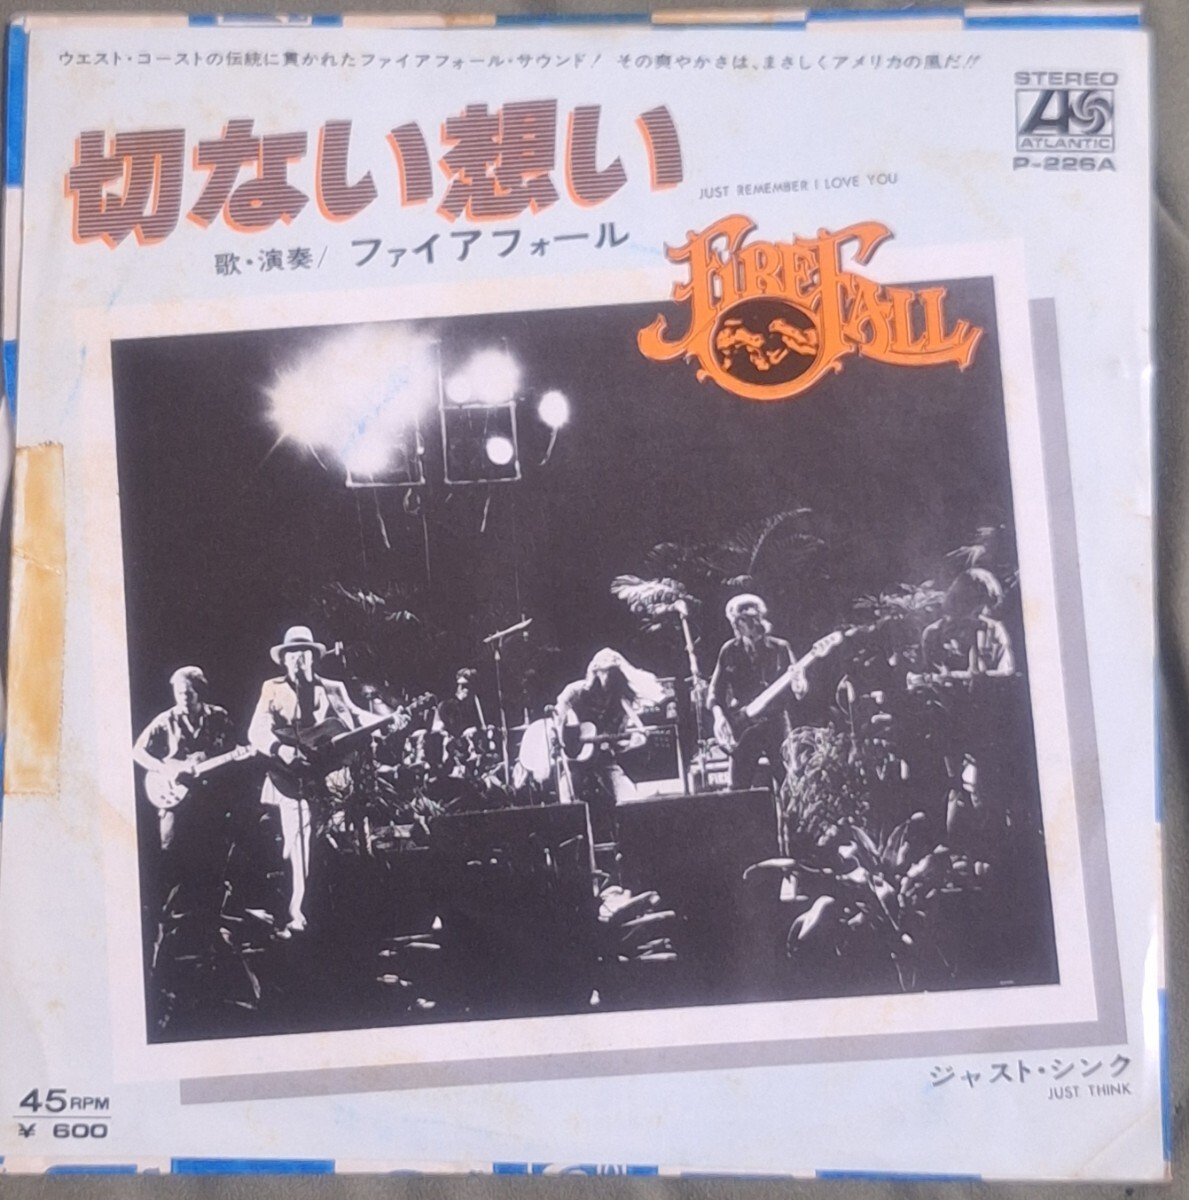 ウエスト・コーストの伝統に貫かれたファイアフォール・サウンド! その爽やかさは、まさしくアメリカの風だ!!
STEREO
ATLANTIC
P-226A
切ない想い
JUST REMEMBER I LOVE YOU
歌・演奏/ ファイアフォール
FIREFALL
FIRE
ジャスト・シンク
JUST THINK
45RPM
¥ 600